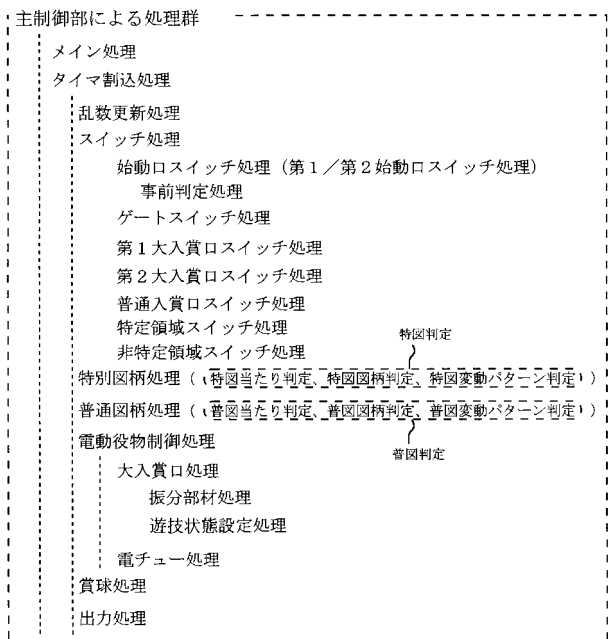 主制御部による処理群
メイン処理
タイマ割込処理
乱数更新処理
スイッチ処理
始動口スイッチ処理（第１／第２始動口スイッチ処理）
事前判定処理
ゲートスイッチ処理
第１大入賞口スイッチ処理
第２大入賞口スイッチ処理
普通入賞口スイッチ処理
特定領域スイッチ処理
特図判定
非特定領域スイッチ処理
特別図柄処理（特図当たり判定、特図図柄判定、特図変動パターン判定）
普通図柄処理（普図当たり判定、普図図柄判定、普図変動パターン判定）
電動役物制御処理
普図判定
大入賞口処理
振分部材処理
遊技状態設定処理
電チュー処理
賞球処理
出力処理